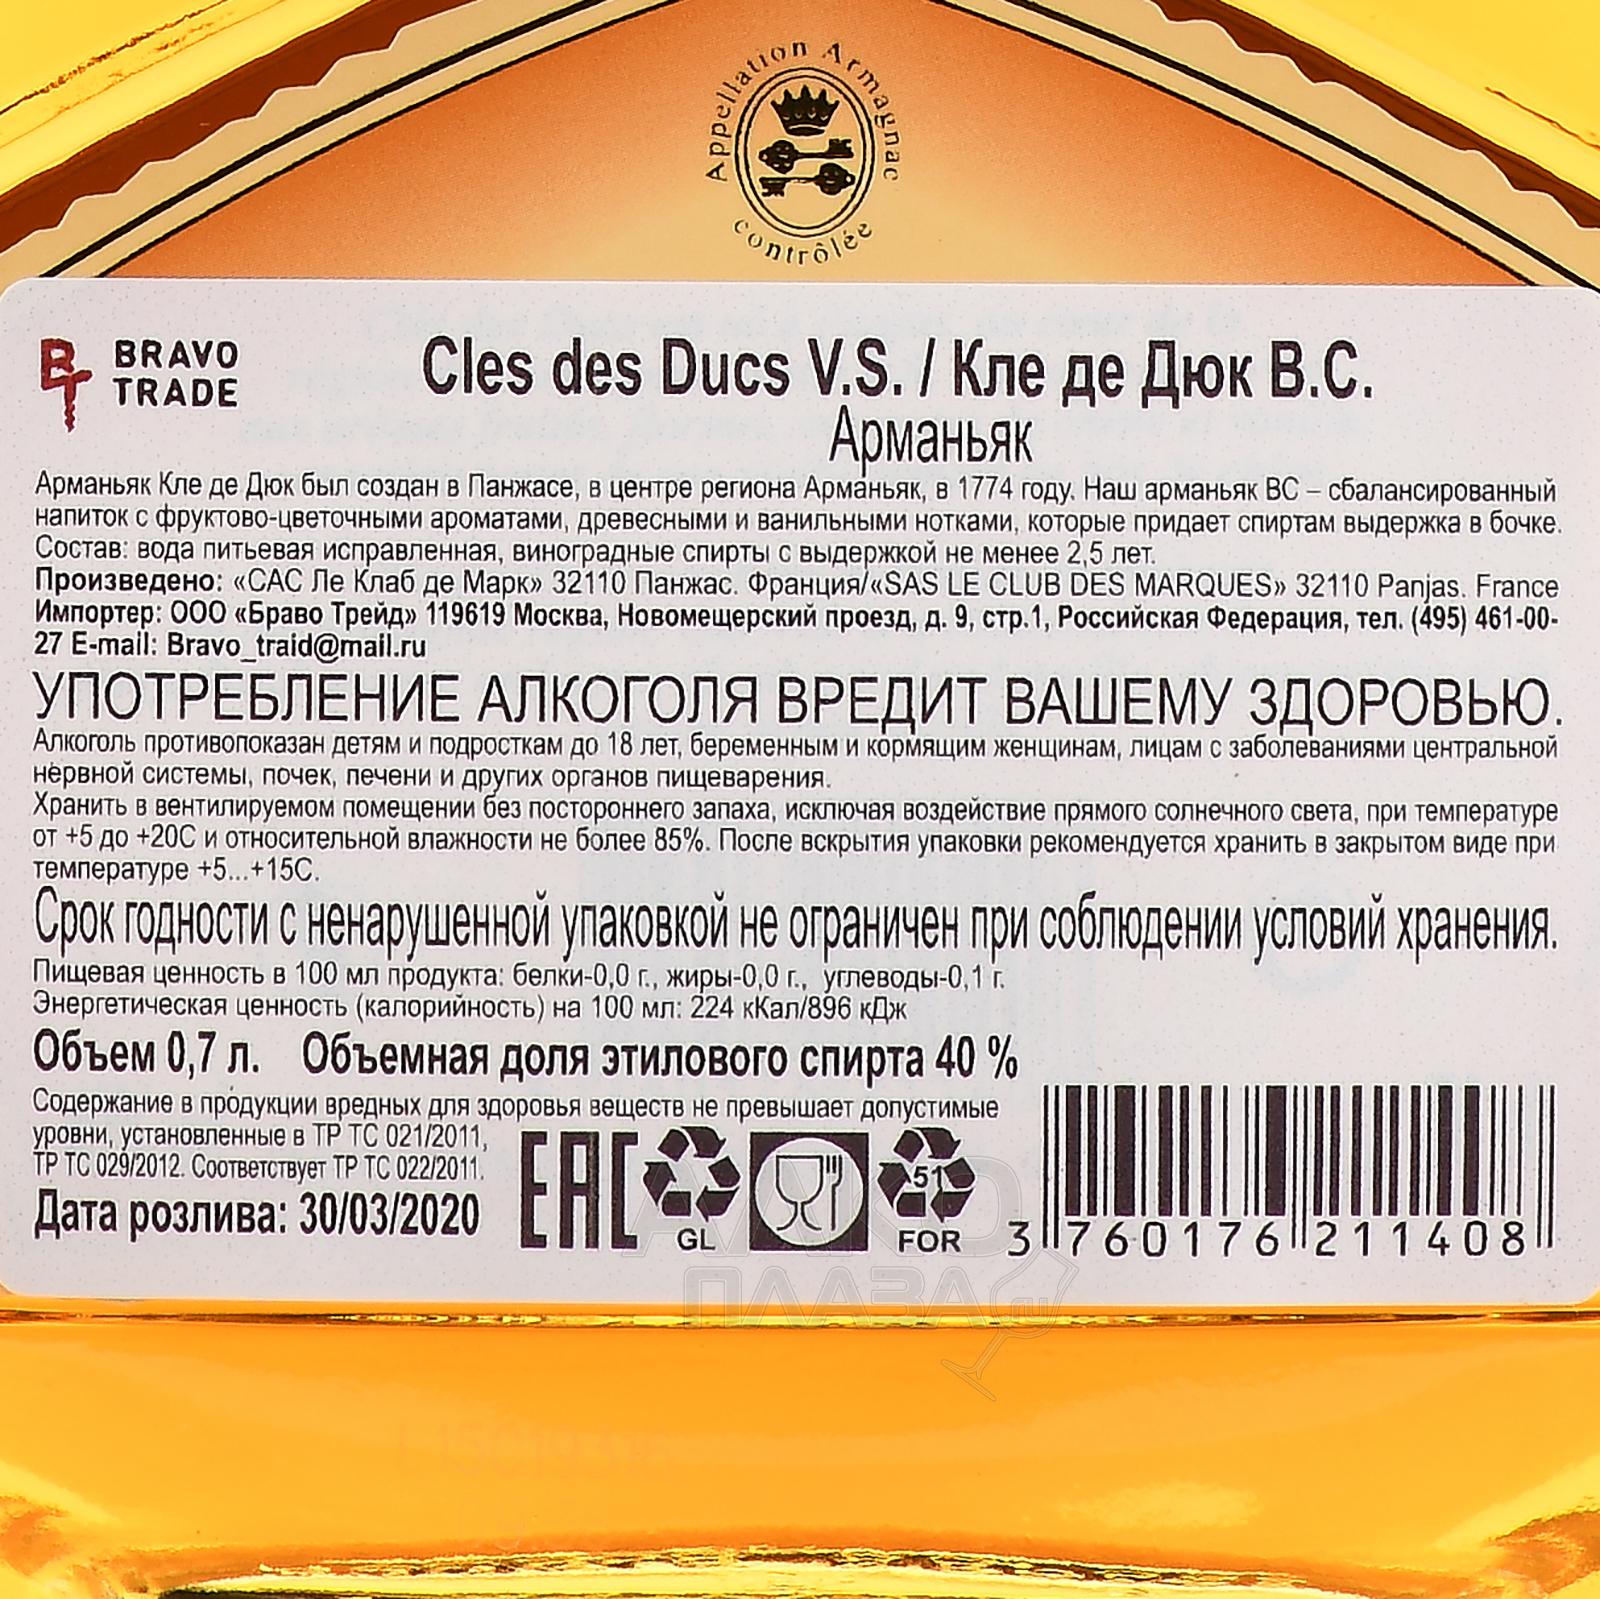 Appellation Armagnac
contrôlée
BRAVO
TRADE
Cles des Ducs V.S. / Кле де Дюк В.С.
Арманьяк
Арманьяк Кле де Дюк был создан в Панжасе, в центре региона Арманьяк, в 1774 году. Наш арманьяк ВС – сбалансированный
напиток с фруктово-цветочными ароматами, древесными и ванильными нотками, которые придает спиртам выдержка в бочке.
Состав: вода питьевая исправленная, виноградные спирты с выдержкой не менее 2,5 лет.
Произведено: «САС Ле Клаб де Марк» 32110 Панжас. Франция/«SAS LE CLUB DES MARQUES» 32110 Panjas. France
Импортер: ООО «Браво Трейд» 119619 Москва, Новомещерский проезд, д. 9, стр.1, Российская Федерация, тел. (495) 461-00-
27 E-mail: Bravo_traid@mail.ru
УПОТРЕБЛЕНИЕ АЛКОГОЛЯ ВРЕДИТ ВАШЕМУ ЗДОРОВЬЮ.
Алкоголь противопоказан детям и подросткам до 18 лет, беременным и кормящим женщинам, лицам с заболеваниями центральной
нервной системы, почек, печени и других органов пищеварения.
Хранить в вентилируемом помещении без постороннего запаха, исключая воздействие прямого солнечного света, при температуре
от +5 до +20С и относительной влажности не более 85%. После вскрытия упаковки рекомендуется хранить в закрытом виде при
температуре +5...+15С.
Срок годности с ненарушенной упаковкой не ограничен при соблюдении условий хранения.
Пищевая ценность в 100 мл продукта: белки-0,0 г., жиры-0,0 г., углеводы-0,1 г.
Энергетическая ценность (калорийность) на 100 мл: 224 кКал/896 кДж
Объем 0,7 л. Объемная доля этилового спирта 40 %
Содержание в продукции вредных для здоровья веществ не превышает допустимые
уровни, установленные в ТР ТС 021/2011,
ТР ТС 029/2012. Соответствует ТР ТС 022/2011.
Дата розлива: 30/03/2020
EAC
GL
51
FOR
3 760176 211408
АЛКО
ПЛАЗА.ru